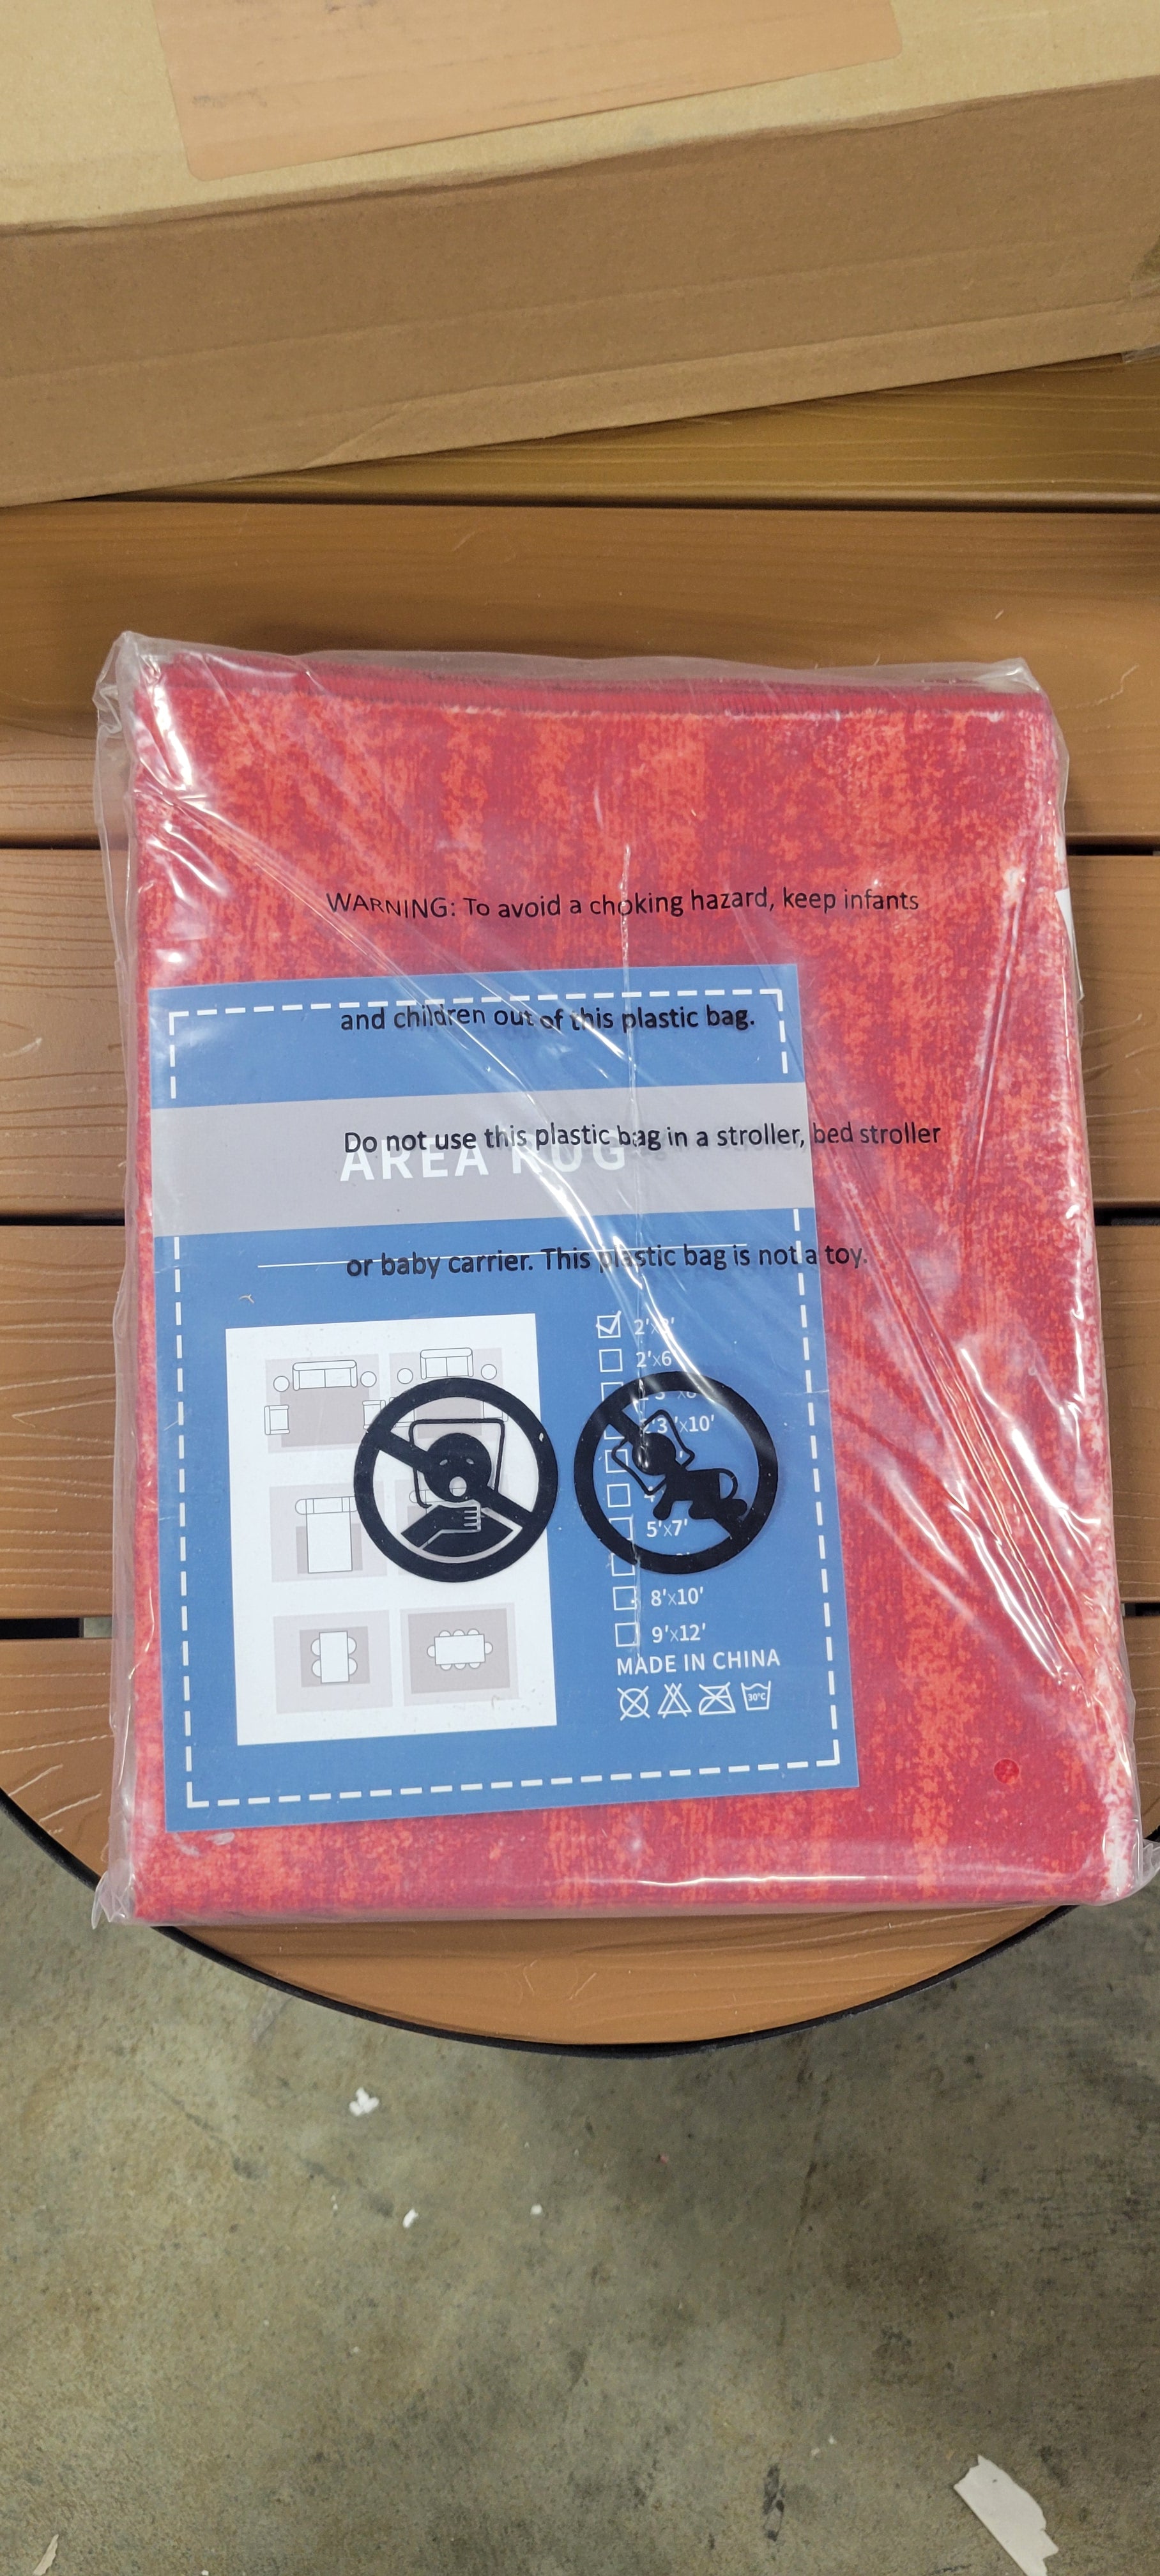 WARNING: To avoid a choking hazard, keep infants
and children out of this plastic bag.
Do not use this plastic bag in a stroller, bed stroller
AREA RUG
or baby carrier. This plastic bag is not a toy.
2'x6'
x10'
5'x7'
8'x10'
9'x12'
MADE IN CHINA
30°C